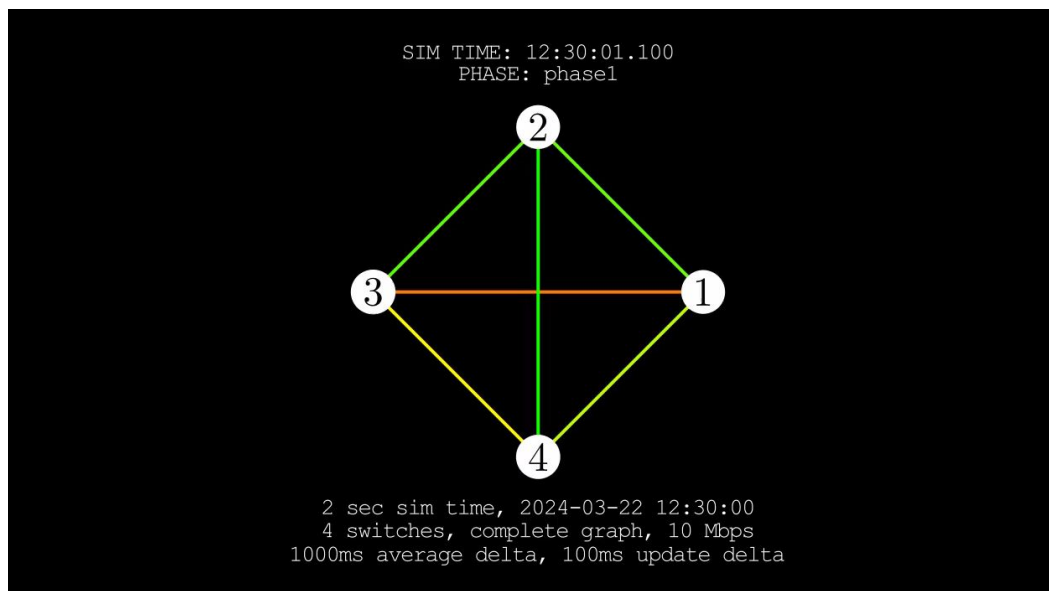 SIM TIME: 12:30:01.100
PHASE: phase1
2
3
1
4
2 sec sim time, 2024-03-22 12:30:00
4 switches, complete graph, 10 Mbps
1000ms average delta, 100ms update delta